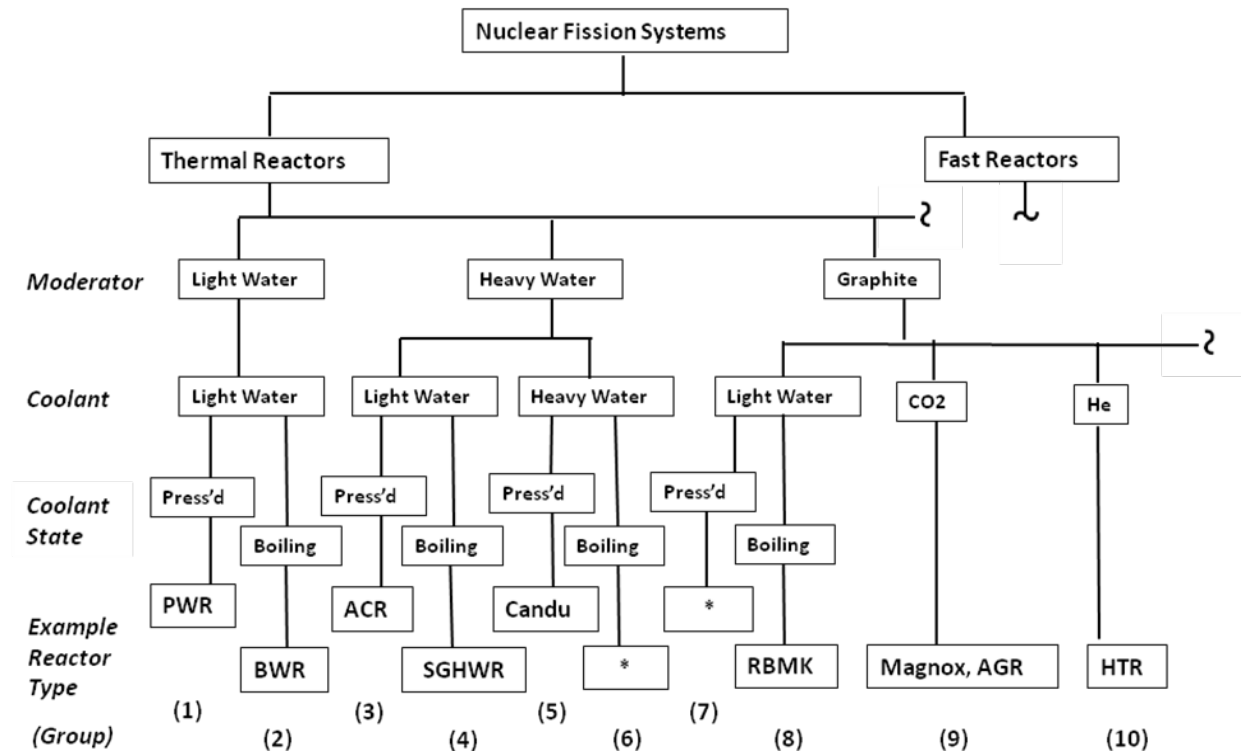 Nuclear Fission Systems
Thermal Reactors
Fast Reactors
Moderator
Light Water
Heavy Water
Graphite
Coolant
Light Water
Light Water
Heavy Water
Light Water
CO2
He
Coolant
State
Press’d
Press’d
Press’d
Press’d
Boiling
Boiling
Boiling
Boiling
Example
Reactor
Type
PWR
ACR
Candu
*
BWR
SGHWR
*
RBMK
Magnox, AGR
HTR
(1)
(3)
(5)
(7)
(Group)
(2)
(4)
(6)
(8)
(9)
(10)